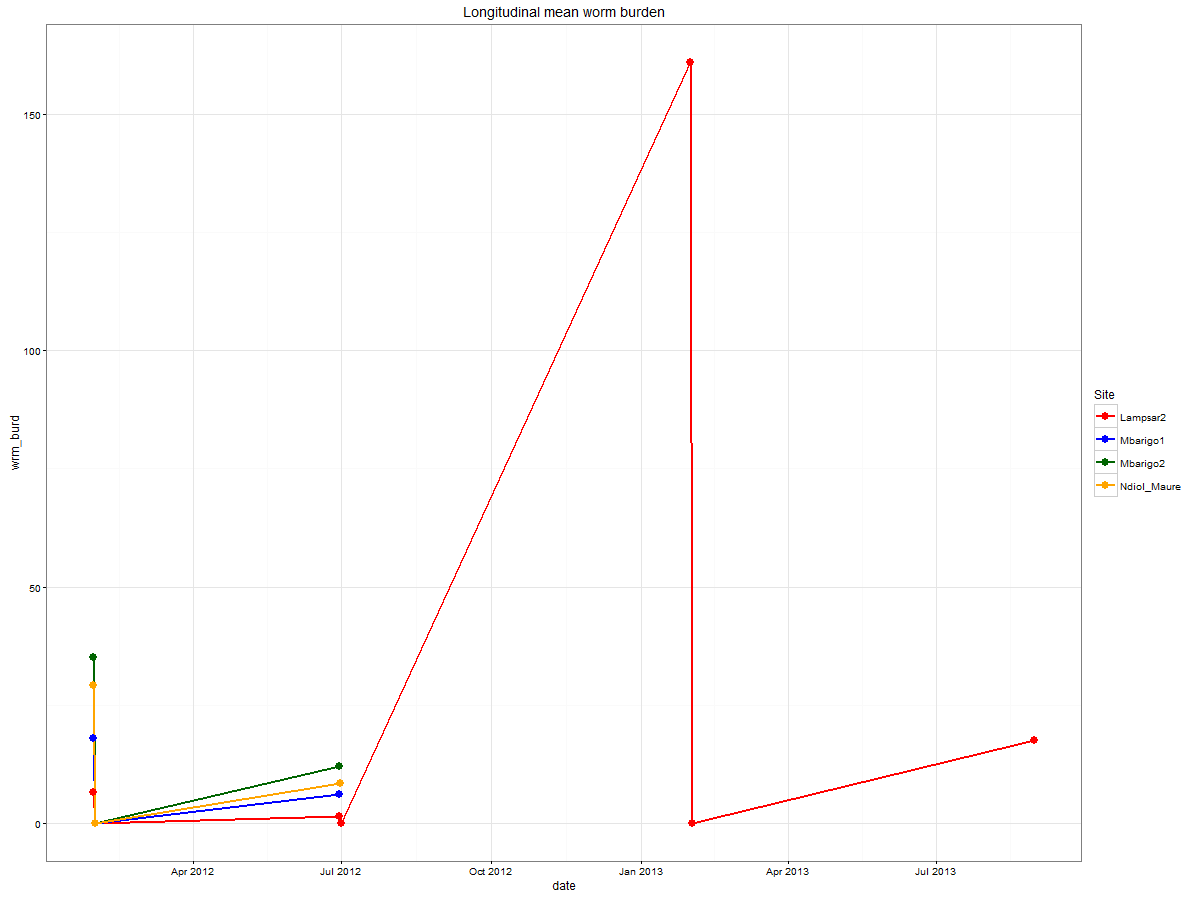 Longitudinal mean worm burden
150
100
50
0
wrm_burd
Apr 2012
Jul 2012
Oct 2012
Jan 2013
Apr 2013
Jul 2013
date
Site
Lampsar2
Mbarigo1
Mbarigo2
Ndiol_Maure